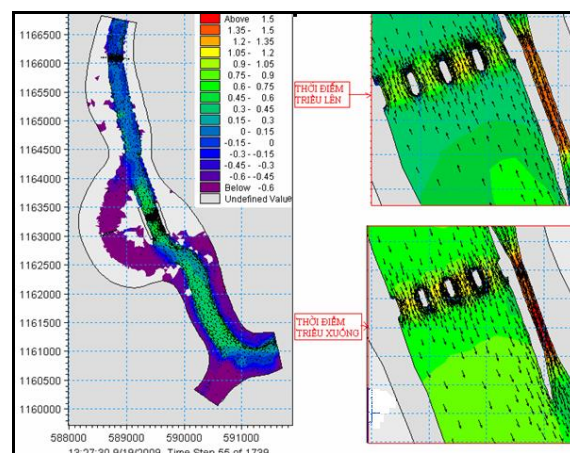 1166500
1166000
1165500
1165000
1164500
1164000
1163500
1163000
1162500
1162000
1161500
1161000
1160500
1160000
588000 589000 590000 591000
13:27:30 9/19/2009 Time Step 55 of 1739
Above 1.5
1.35 - 1.5
1.2 - 1.35
1.05 - 1.2
0.9 - 1.05
0.75 - 0.9
0.6 - 0.75
0.45 - 0.6
0.3 - 0.45
0.15 - 0.3
0 - 0.15
-0.15 - 0
-0.3 - -0.15
-0.45 - -0.3
-0.6 - -0.45
Below -0.6
Undefined Value
THỜI ĐIỂM
TRIỀU LÊN
THỜI ĐIỂM
TRIỀU XUỐNG